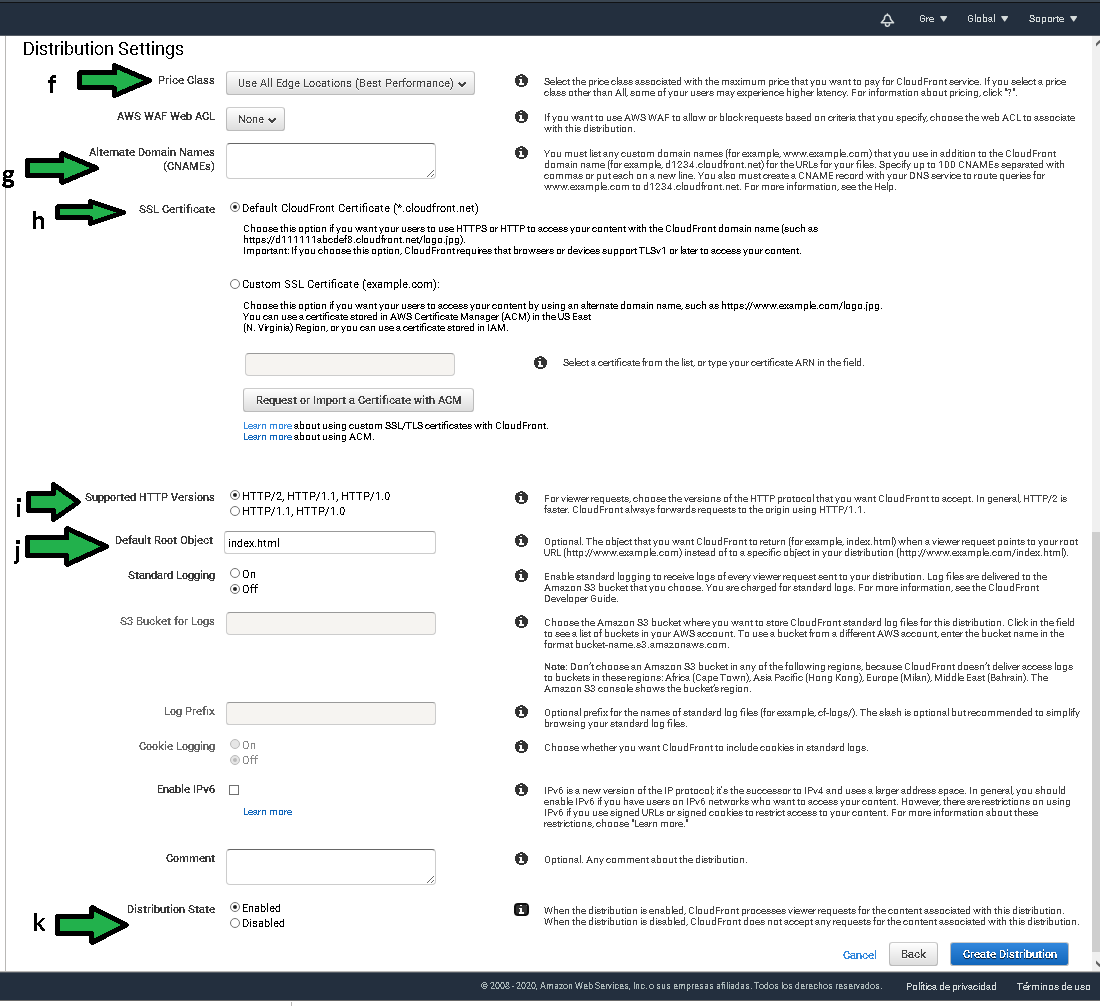 Gre Global Soporte
Distribution Settings
f Price Class Use All Edge Locations (Best Performance)
Select the price class associated with the maximum price that you want to pay for CloudFront service. If you select a price
class other than All, some of your users may experience higher latency. For information about pricing, click "?".
AWS WAF Web ACL None
If you want to use AWS WAF to allow or block requests based on criteria that you specify, choose the web ACL to associate
with this distribution.
g Alternate Domain Names
(CNAMEs)
You must list any custom domain names (for example, www.example.com) that you use in addition to the CloudFront
domain name (for example, d1234.cloudfront.net) for the URLs for your files. Specify up to 100 CNAMEs separated with
commas or put each on a new line. You also must create a CNAME record with your DNS service to route queries for
www.example.com to d1234.cloudfront.net. For more information, see the Help.
h SSL Certificate Default CloudFront Certificate (*.cloudfront.net)
Choose this option if you want your users to use HTTPS or HTTP to access your content with the CloudFront domain name (such as
https://d111111abcdef8.cloudfront.net/logo.jpg).
Important: If you choose this option, CloudFront requires that browsers or devices support TLSv1 or later to access your content.
Custom SSL Certificate (example.com):
Choose this option if you want your users to access your content by using an alternate domain name, such as https://www.example.com/logo.jpg.
You can use a certificate stored in AWS Certificate Manager (ACM) in the US East
(N. Virginia) Region, or you can use a certificate stored in IAM.
Select a certificate from the list, or type your certificate ARN in the field.
Request or Import a Certificate with ACM
Learn more about using custom SSL/TLS certificates with CloudFront.
Learn more about using ACM.
i Supported HTTP Versions HTTP/2, HTTP/1.1, HTTP/1.0
HTTP/1.1, HTTP/1.0
For viewer requests, choose the versions of the HTTP protocol that you want CloudFront to accept. In general, HTTP/2 is
faster. CloudFront always forwards requests to the origin using HTTP/1.1.
j Default Root Object index.html
Optional. The object that you want CloudFront to return (for example, index.html) when a viewer request points to your root
URL (http://www.example.com) instead of to a specific object in your distribution (http://www.example.com/index.html).
Standard Logging On
Off
Enable standard logging to receive logs of every viewer request sent to your distribution. Log files are delivered to the
Amazon S3 bucket that you choose. You are charged for standard logs. For more information, see the CloudFront
Developer Guide.
S3 Bucket for Logs
Choose the Amazon S3 bucket where you want to store CloudFront standard log files for this distribution. Click in the field
to see a list of buckets in your AWS account. To use a bucket from a different AWS account, enter the bucket name in the
format bucket-name.s3.amazonaws.com.
Note: Don't choose an Amazon S3 bucket in any of the following regions, because CloudFront doesn't deliver access logs
to buckets in these regions: Africa (Cape Town), Asia Pacific (Hong Kong), Europe (Milan), Middle East (Bahrain). The
Amazon S3 console shows the bucket's region.
Log Prefix
Optional prefix for the names of standard log files (for example, cf-logs/). The slash is optional but recommended to simplify
browsing your standard log files.
Cookie Logging On
Off
Choose whether you want CloudFront to include cookies in standard logs.
Enable IPv6
Learn more
IPv6 is a new version of the IP protocol; it's the successor to IPv4 and uses a larger address space. In general, you should
enable IPv6 if you have users on IPv6 networks who want to access your content. However, there are restrictions on using
IPv6 if you use signed URLs or signed cookies to restrict access to your content. For more information about these
restrictions, choose "Learn more."
Comment
Optional. Any comment about the distribution.
k Distribution State Enabled
Disabled
When the distribution is enabled, CloudFront processes viewer requests for the content associated with this distribution.
When the distribution is disabled, CloudFront does not accept any requests for the content associated with this distribution.
Cancel Back Create Distribution
© 2008 - 2020, Amazon Web Services, Inc. o sus empresas afiliadas. Todos los derechos reservados. Política de privacidad Términos de uso